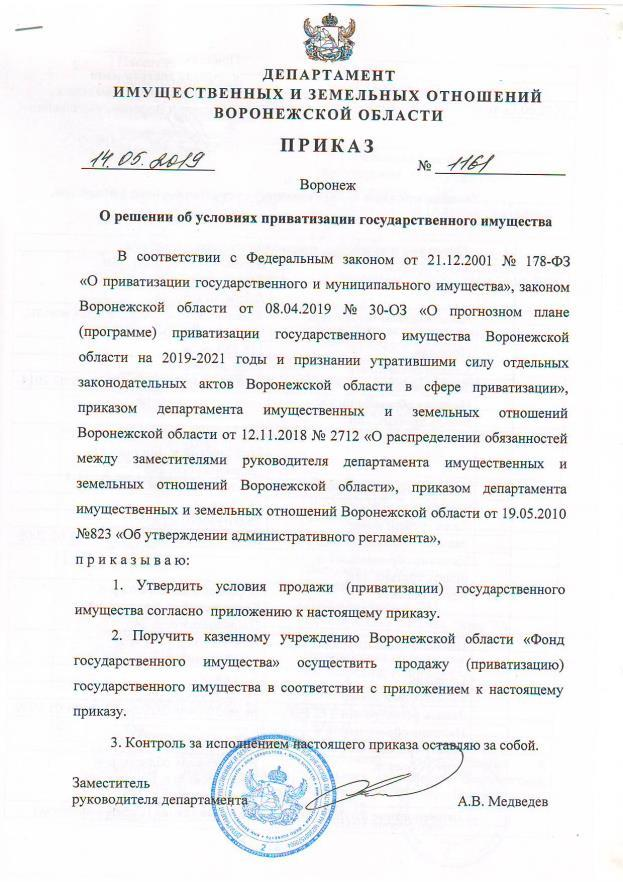 ДЕПАРТАМЕНТ
ИМУЩЕСТВЕННЫХ И ЗЕМЕЛЬНЫХ ОТНОШЕНИЙ
ВОРОНЕЖСКОЙ ОБЛАСТИ
ПРИКАЗ
14.05.2019 № 1161
Воронеж
О решении об условиях приватизации государственного имущества
В соответствии с Федеральным законом от 21.12.2001 № 178-ФЗ
«О приватизации государственного и муниципального имущества», законом
Воронежской области от 08.04.2019 № 30-ОЗ «О прогнозном плане
(программе) приватизации государственного имущества Воронежской
области на 2019-2021 годы и признании утратившими силу отдельных
законодательных актов Воронежской области в сфере приватизации»,
приказом департамента имущественных и земельных отношений
Воронежской области от 12.11.2018 № 2712 «О распределении обязанностей
между заместителями руководителя департамента имущественных и
земельных отношений Воронежской области», приказом департамента
имущественных и земельных отношений Воронежской области от 19.05.2010
№823 «Об утверждении административного регламента»,
п р и к а з ы в а ю:
1. Утвердить условия продажи (приватизации) государственного
имущества согласно приложению к настоящему приказу.
2. Поручить казенному учреждению Воронежской области «Фонд
государственного имущества» осуществить продажу (приватизацию)
государственного имущества в соответствии с приложением к настоящему
приказу.
3. Контроль за исполнением настоящего приказа оставляю за собой.
Заместитель
руководителя департамента А.В. Медведев
2